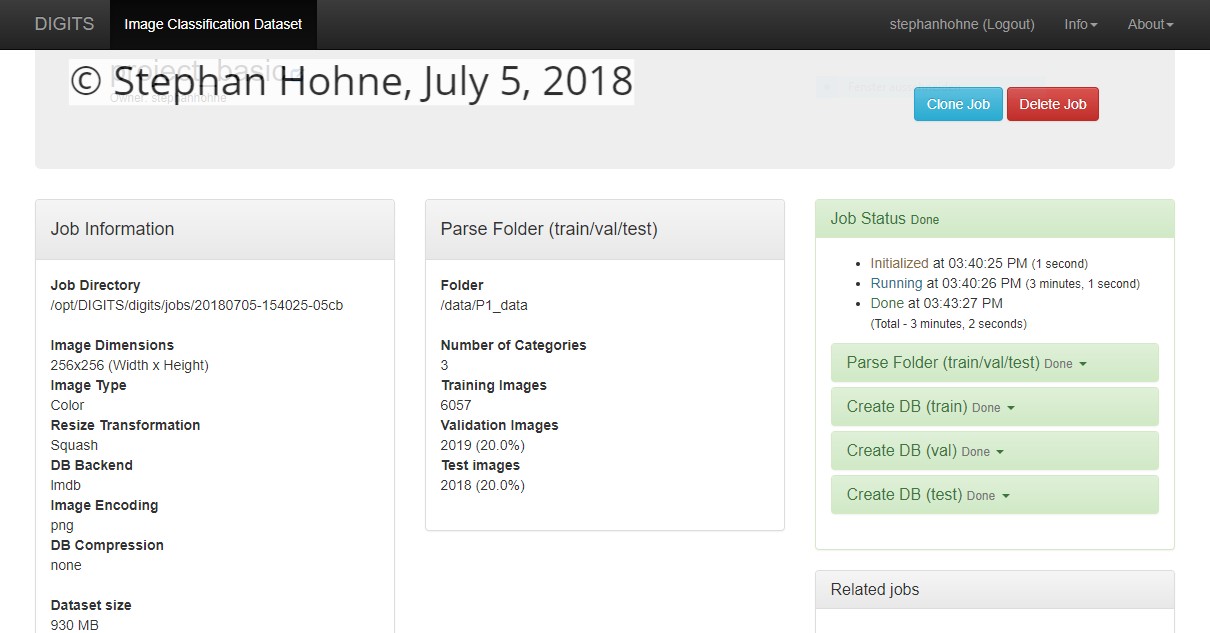 DIGITS Image Classification Dataset stephanhohne (Logout) Info About
project_basic
© Stephan Hohne, July 5, 2018
Owner: stephanhohne
Clone Job Delete Job
Job Information
Job Directory
/opt/DIGITS/digits/jobs/20180705-154025-05cb
Image Dimensions
256x256 (Width x Height)
Image Type
Color
Resize Transformation
Squash
DB Backend
lmdb
Image Encoding
png
DB Compression
none
Dataset size
930 MB
Parse Folder (train/val/test)
Folder
/data/P1_data
Number of Categories
3
Training Images
6057
Validation Images
2019 (20.0%)
Test images
2018 (20.0%)
Job Status Done
Initialized at 03:40:25 PM (1 second)
Running at 03:40:26 PM (3 minutes, 1 second)
Done at 03:43:27 PM
(Total - 3 minutes, 2 seconds)
Parse Folder (train/val/test) Done
Create DB (train) Done
Create DB (val) Done
Create DB (test) Done
Related jobs